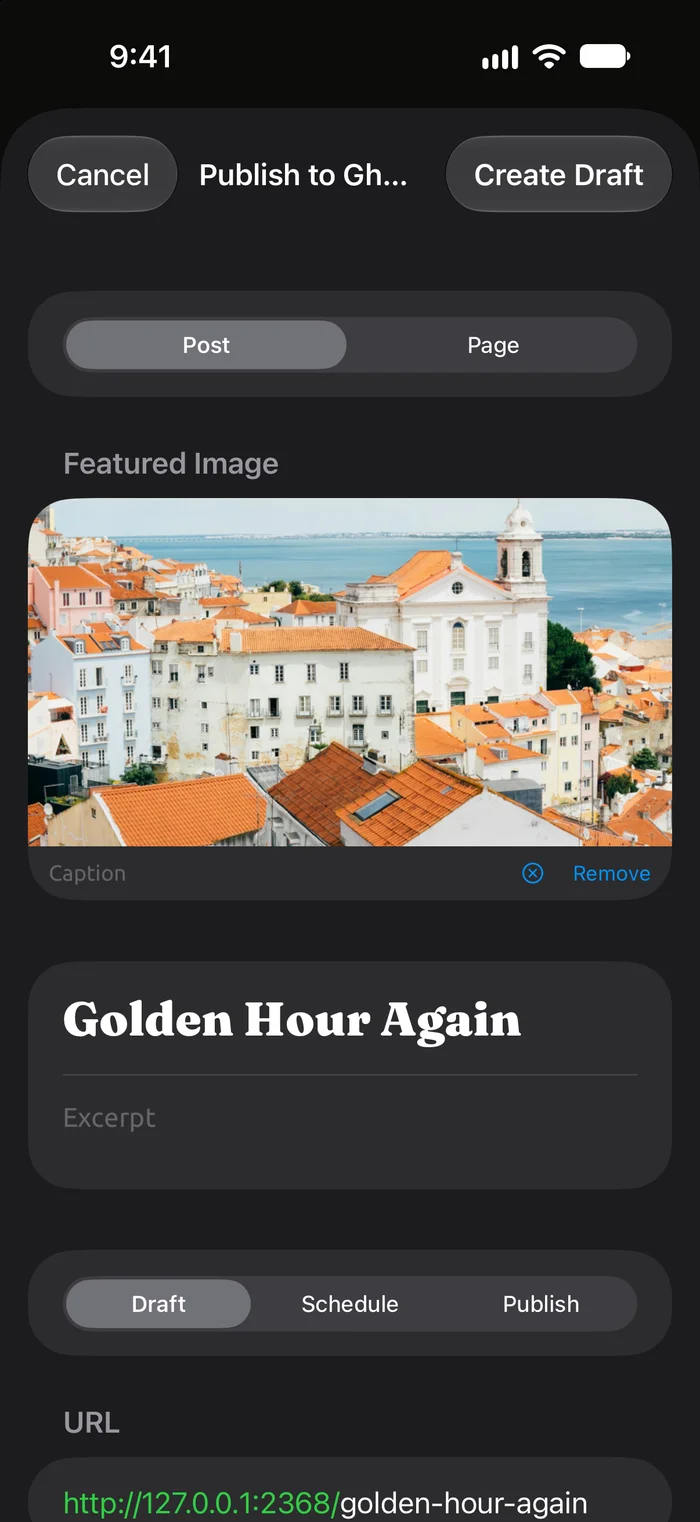 9:41
Cancel
Publish to Gh...
Create Draft
Post
Page
Featured Image
Caption
Remove
Golden Hour Again
Excerpt
Draft
Schedule
Publish
URL
http://127.0.0.1:2368/golden-hour-again